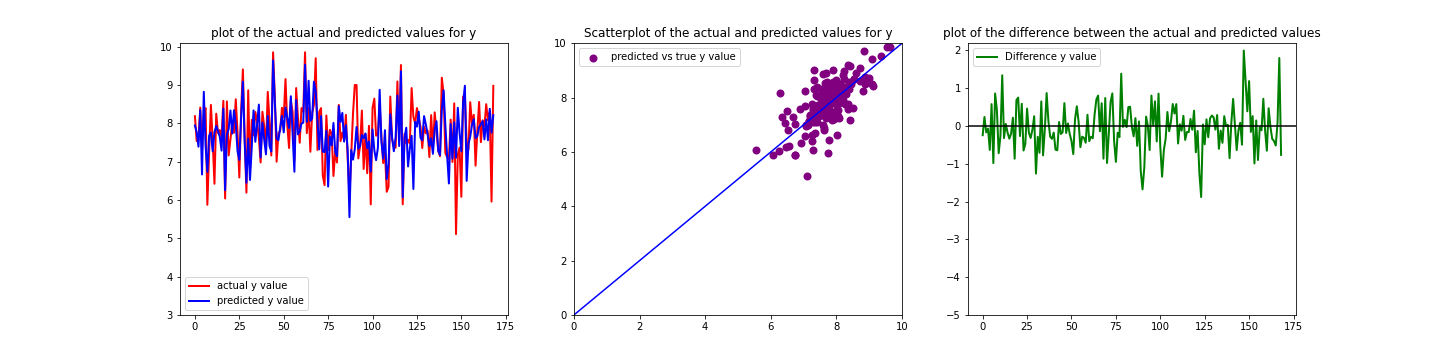 plot of the actual and predicted values for y
10
9
8
7
6
5
4
3
0 25 50 75 100 125 150 175
actual y value
predicted y value
Scatterplot of the actual and predicted values for y
predicted vs true y value
10
8
6
4
2
0
0 2 4 6 8 10
plot of the difference between the actual and predicted values
Difference y value
2
1
0
−1
−2
−3
−4
−5
0 25 50 75 100 125 150 175